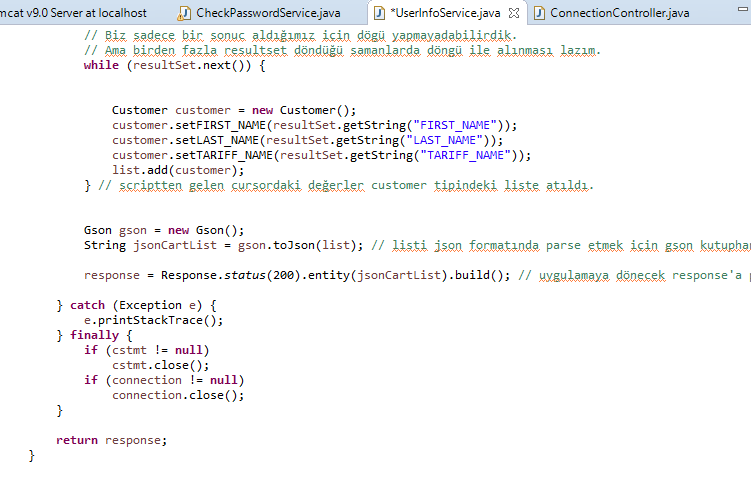 mcat v9.0 Server at localhost CheckPasswordService.java *UserInfoService.java ConnectionController.java
// Biz sadece bir sonuç aldığımız için dögü yapmayadabilirdik.
// Ama birden fazla resultset döndüğü samanlarda döngü ile alınması lazım.
while (resultSet.next()) {
Customer customer = new Customer();
customer.setFIRST_NAME(resultSet.getString("FIRST_NAME"));
customer.setLAST_NAME(resultSet.getString("LAST_NAME"));
customer.setTARIFF_NAME(resultSet.getString("TARIFF_NAME"));
list.add(customer);
} // scriptten gelen cursordaki değerler customer tipindeki liste atıldı.
Gson gson = new Gson();
String jsonCartList = gson.toJson(list); // listi json formatında parse etmek için gson kutuphan
response = Response.status(200).entity(jsonCartList).build(); // uygulamaya dönecek response'a p
} catch (Exception e) {
e.printStackTrace();
} finally {
if (cstmt != null)
cstmt.close();
if (connection != null)
connection.close();
}
return response;
}